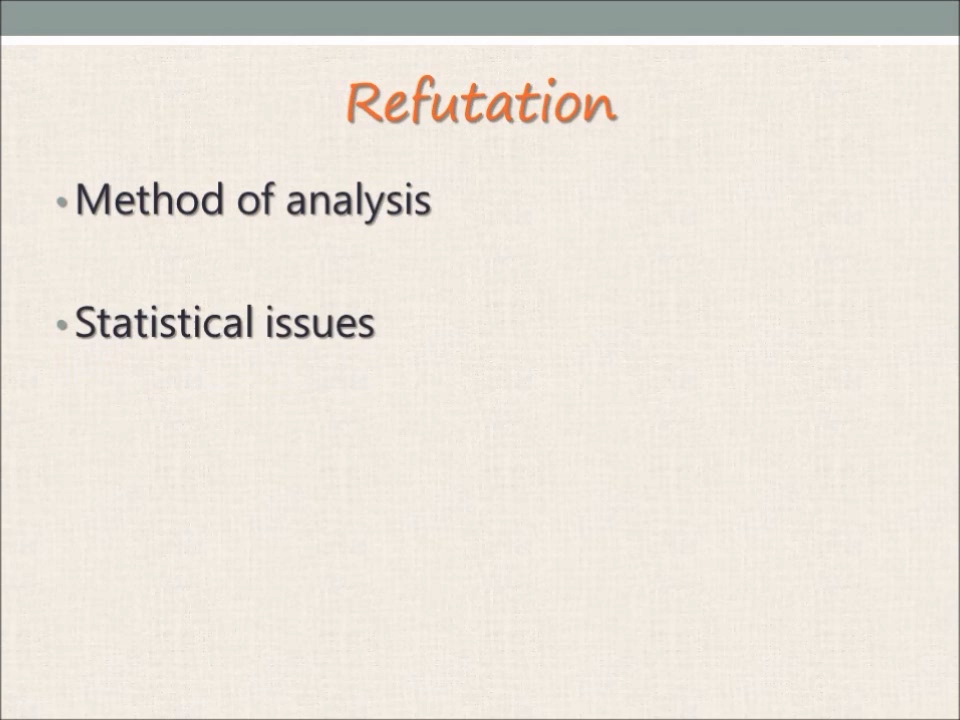 Refutation
• Method of analysis
• Statistical issues